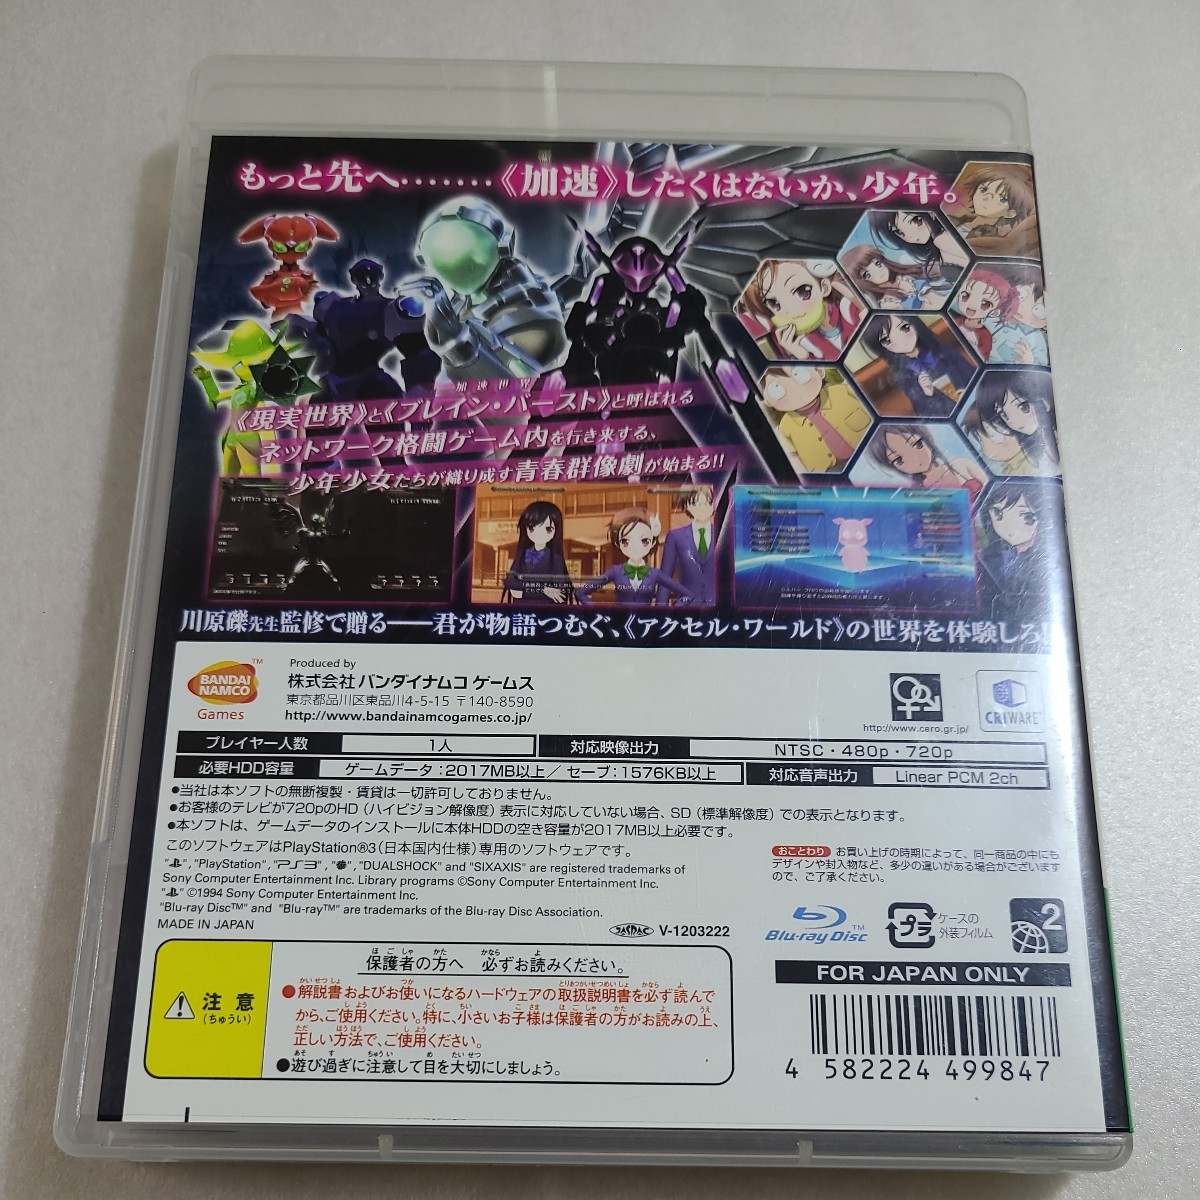 もっと先へ・・・・・・・《加速》したくはないか、少年。
加速世界
《現実世界》と《ブレイン・バースト》と呼ばれる
ネットワーク格闘ゲーム内を行き来する、
少年少女たちが織り成す青春群像劇が始まる!!
川原礫先生監修で贈る――君が物語つむぐ、《アクセル・ワールド》の世界を体験しろ!!
BANDAI
NAMCO
Games
TM
Produced by
株式会社 バンダイナムコ ゲームス
東京都品川区東品川4-5-15 〒140-8590
http://www.bandainamcogames.co.jp/
http://www.cero.gr.jp/
CRIWARE
プレイヤー人数 1人 対応映像出力 NTSC・480p・720p
必要HDD容量 ゲームデータ:2017MB以上/ セーブ:1576KB以上 対応音声出力 Linear PCM 2ch
●当社は本ソフトの無断複製・賃貸は一切許可しておりません。
●お客様のテレビが720pのHD(ハイビジョン解像度)表示に対応していない場合、SD(標準解像度)での表示となります。
●本ソフトは、ゲームデータのインストールに本体HDDの空き容量が2017MB以上必要です。
このソフトウェアはPlayStation®3(日本国内仕様)専用のソフトウェアです。
"PlayStation", "PS3", "DUALSHOCK" and "SIXAXIS" are registered trademarks of
Sony Computer Entertainment Inc. Library programs ©Sony Computer Entertainment Inc.
©1994 Sony Computer Entertainment Inc.
"Blu-ray Disc™" and "Blu-ray™" are trademarks of the Blu-ray Disc Association.
MADE IN JAPAN
JASRAC V-1203222
おことわり お買い上げの時期によって、同一商品の中にも
デザインや封入物など、多少の違いがある場合がございます
ので、ご了承ください。
Blu-ray Disc™
プラ
ケースの
外装フィルム
2
FOR JAPAN ONLY
4 582224 499847
注意
(ちゅうい)
保護者の方へ 必ずお読みください。
●解説書およびお使いになるハードウェアの取扱説明書を必ず読んで
から、ご使用ください。特に、小さいお子様は保護者の方がお読みの上、
正しい方法で、ご使用ください。
●遊び過ぎに注意して目を大切にしましょう。